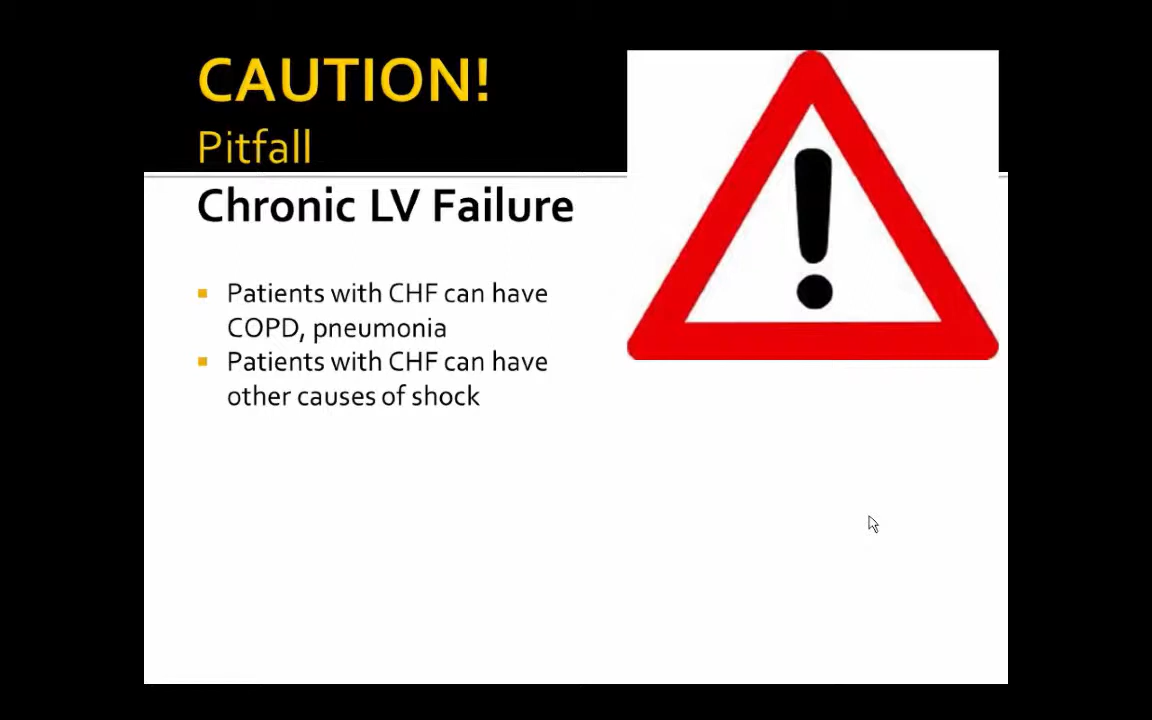 CAUTION!
Pitfall
Chronic LV Failure
Patients with CHF can have
COPD, pneumonia
Patients with CHF can have
other causes of shock